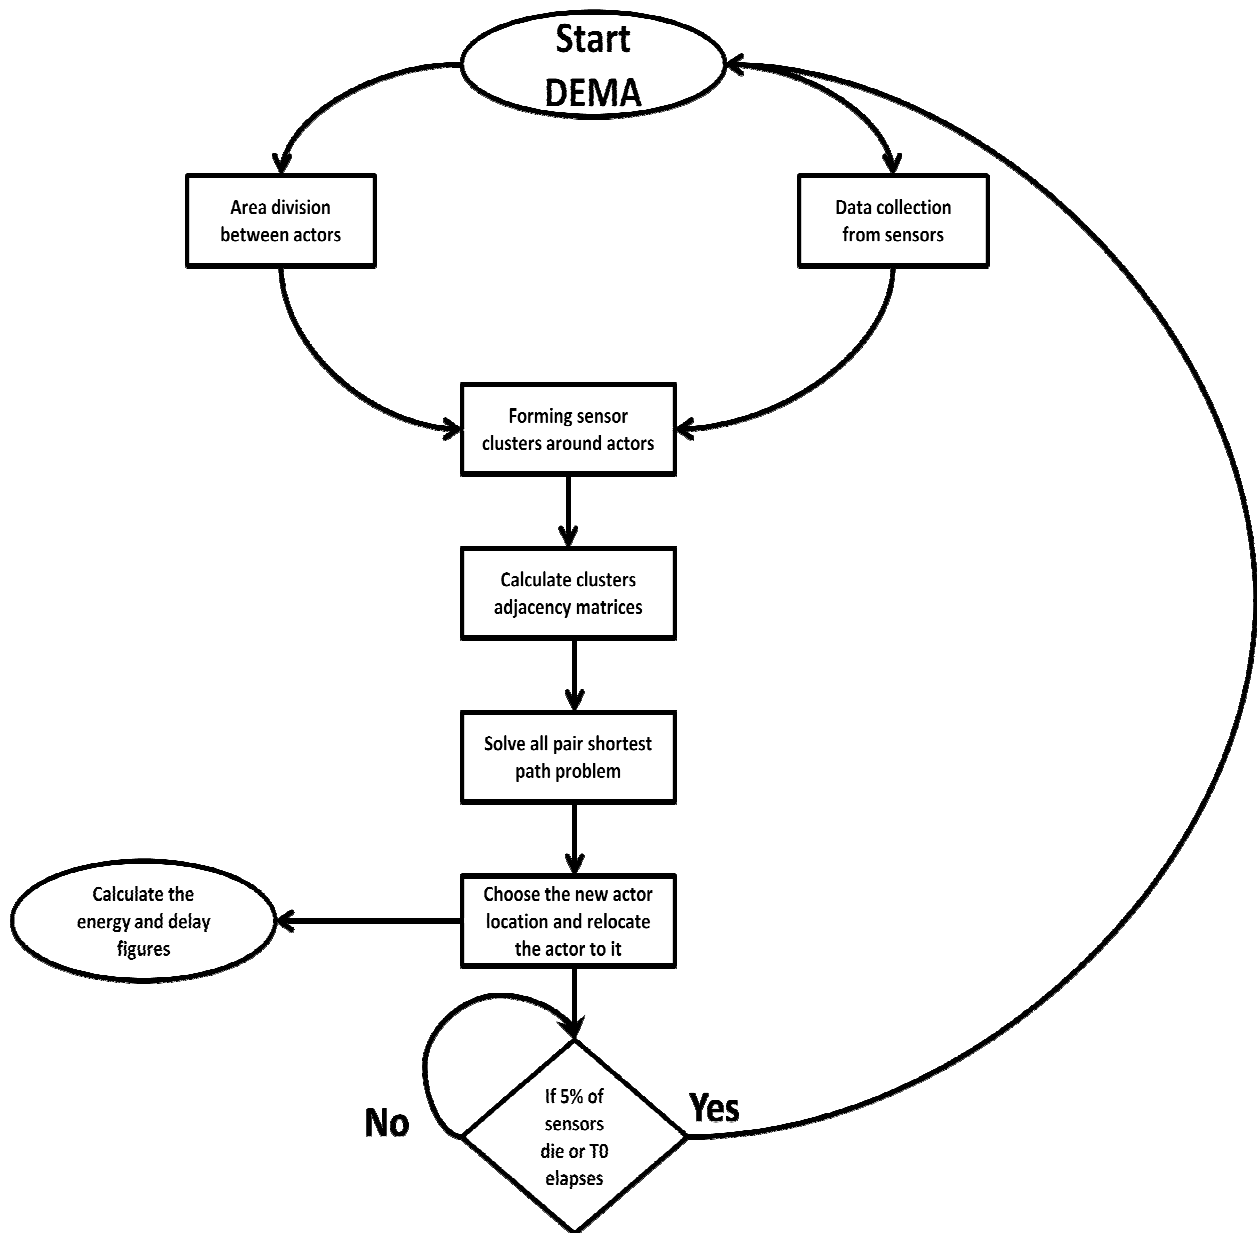 Start
DEMA
Area division
between actors
Data collection
from sensors
Forming sensor
clusters around actors
Calculate clusters
adjacency matrices
Solve all pair shortest
path problem
Calculate the
energy and delay
figures
Choose the new actor
location and relocate
the actor to it
If 5% of
sensors
die or T0
elapses
No
Yes